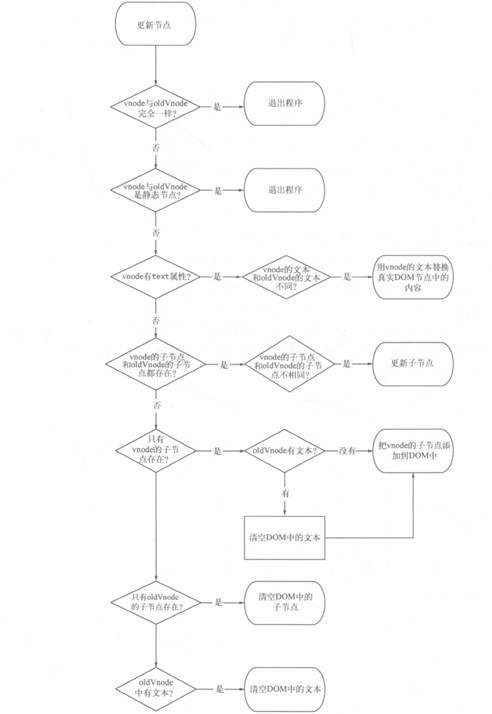 更新节点
vnode与oldVnode
完全一样?
是
退出程序
否
vnode与oldVnode
是静态节点?
是
退出程序
否
vnode有text属性?
是
vnode的文本
和oldVnode的文本
不同?
是
用vnode的文本替换
真实DOM节点中的
内容
否
vnode的子节点
和oldVnode的子节
点都存在?
是
vnode的子节点
和oldVnode的子节
点不相同?
是
更新子节点
否
只有
vnode的子节
点存在?
是
oldVnode有文本?
没有
把vnode的子节点添
加到DOM中
有
清空DOM中的文本
只有oldVnode
的子节点存在?
是
清空DOM中的
子节点
oldVnode
中有文本?
是
清空DOM中的文本